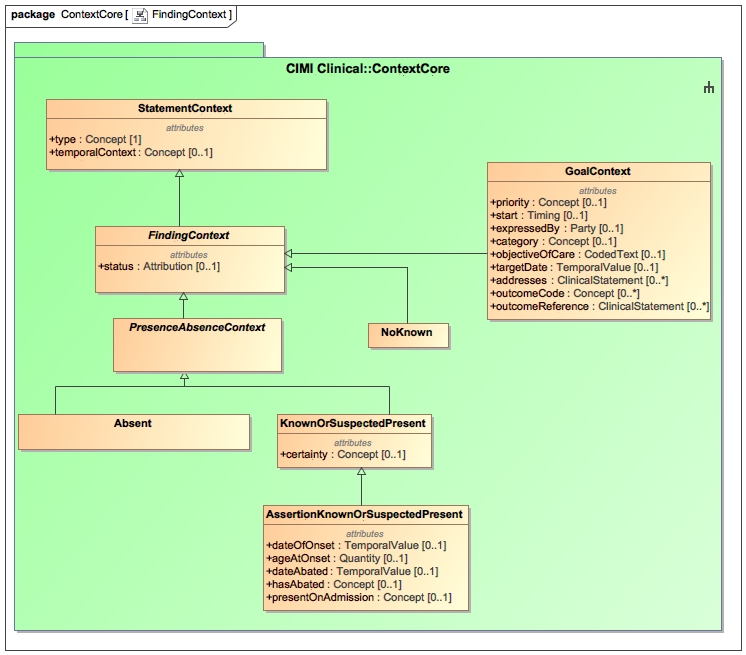 package ContextCore [ FindingContext ]
CIMI Clinical::ContextCore
StatementContext
attributes
+type : Concept [1]
+temporalContext : Concept [0..1]
GoalContext
attributes
+priority : Concept [0..1]
+start : Timing [0..1]
+expressedBy : Party [0..1]
+category : Concept [0..1]
+objectiveOfCare : CodedText [0..1]
+targetDate : TemporalValue [0..1]
+addresses : ClinicalStatement [0..*]
+outcomeCode : Concept [0..*]
+outcomeReference : ClinicalStatement [0..*]
FindingContext
attributes
+status : Attribution [0..1]
PresenceAbsenceContext
NoKnown
Absent
KnownOrSuspectedPresent
attributes
+certainty : Concept [0..1]
AssertionKnownOrSuspectedPresent
attributes
+dateOfOnset : TemporalValue [0..1]
+ageAtOnset : Quantity [0..1]
+dateAbated : TemporalValue [0..1]
+hasAbated : Concept [0..1]
+presentOnAdmission : Concept [0..1]